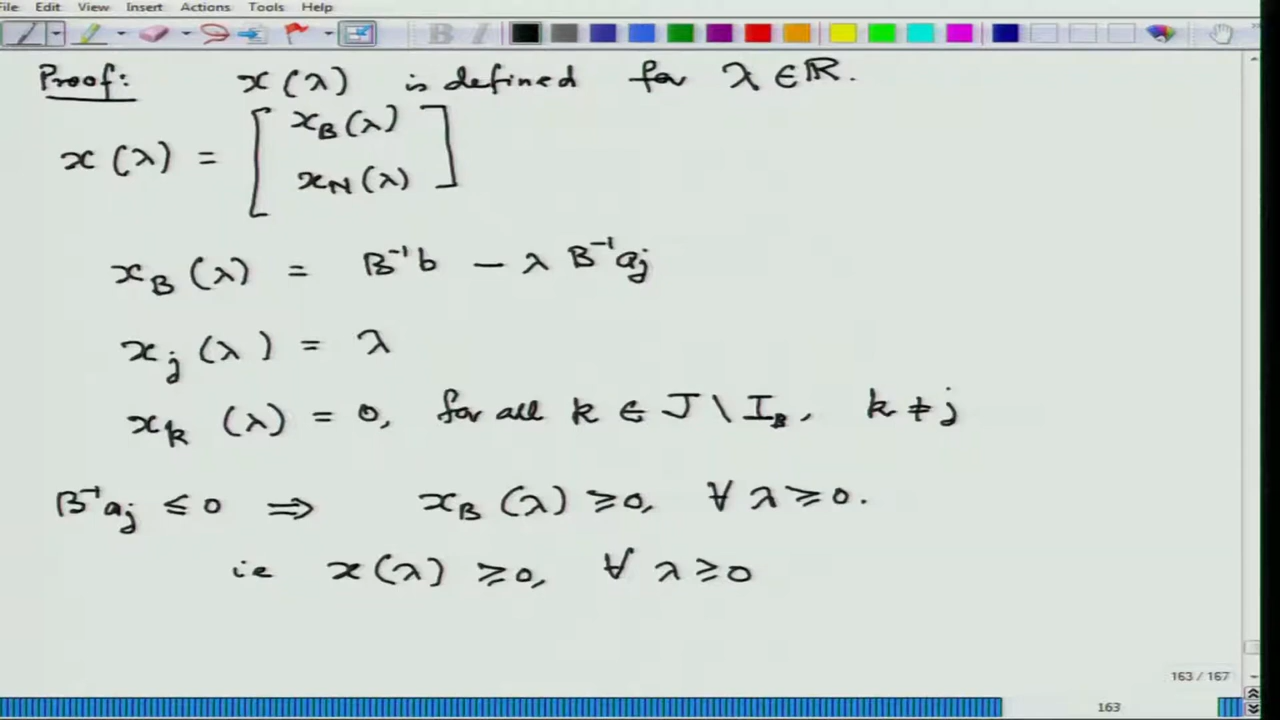 File Edit View Insert Actions Tools Help
Proof: x(λ) is defined for λ ∈ ℝ.
x(λ) = [ x_B(λ)
x_N(λ) ]
x_B(λ) = B⁻¹b − λ B⁻¹a_j
x_j(λ) = λ
x_k(λ) = 0, for all k ∈ J \ I_B, k ≠ j
B⁻¹a_j ≤ 0 ⇒ x_B(λ) ≥ 0, ∀ λ ≥ 0.
ie x(λ) ≥ 0, ∀ λ ≥ 0
163 / 167
163